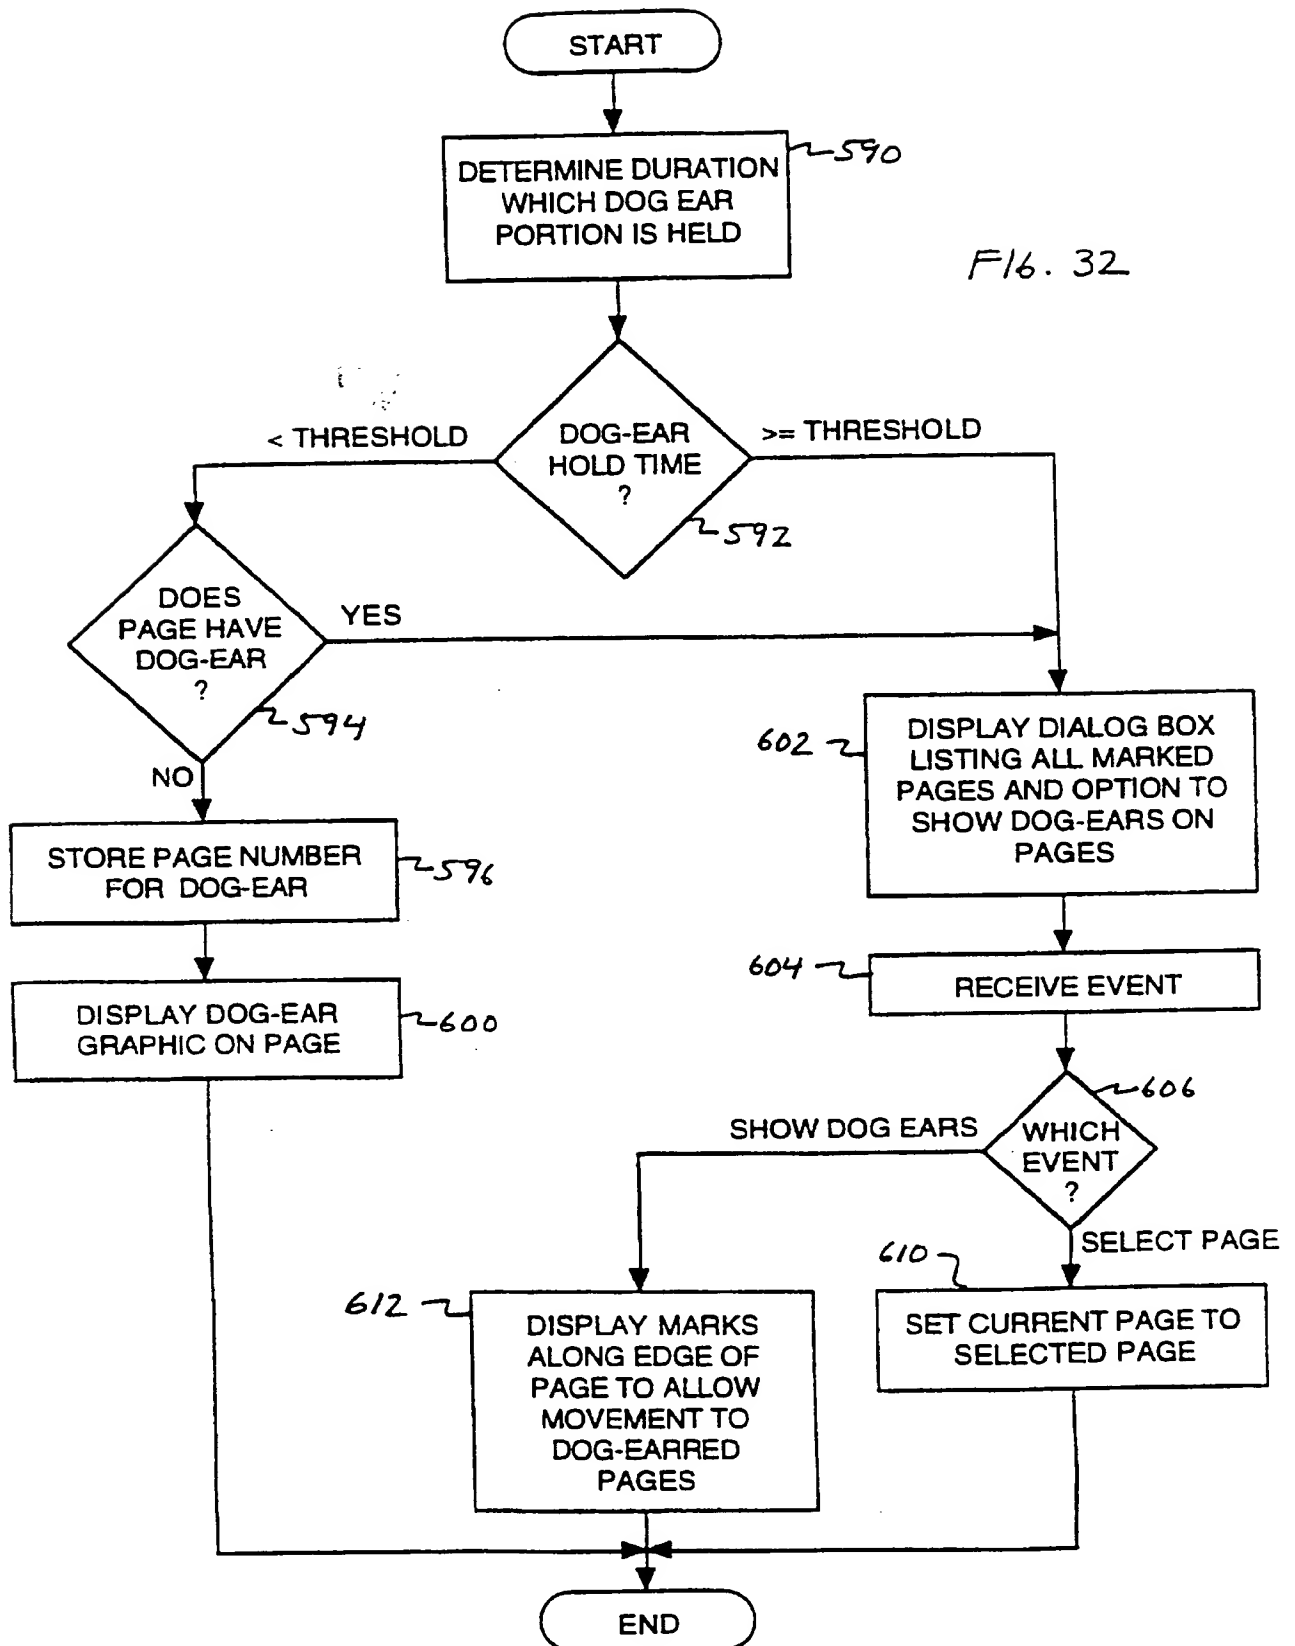 START
DETERMINE DURATION
WHICH DOG EAR
PORTION IS HELD
590
FIG. 32
< THRESHOLD
DOG-EAR
HOLD TIME
?
>= THRESHOLD
592
DOES
PAGE HAVE
DOG-EAR
?
YES
594
NO
STORE PAGE NUMBER
FOR DOG-EAR
596
DISPLAY DOG-EAR
GRAPHIC ON PAGE
600
602
DISPLAY DIALOG BOX
LISTING ALL MARKED
PAGES AND OPTION TO
SHOW DOG-EARS ON
PAGES
604
RECEIVE EVENT
606
SHOW DOG EARS
WHICH
EVENT
?
SELECT PAGE
610
SET CURRENT PAGE TO
SELECTED PAGE
612
DISPLAY MARKS
ALONG EDGE OF
PAGE TO ALLOW
MOVEMENT TO
DOG-EARRED
PAGES
END